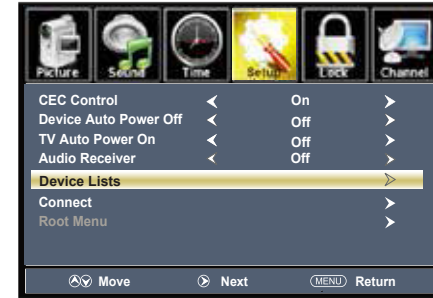 Picture Sound Time Setup Lock Channel
CEC Control On
Device Auto Power Off Off
TV Auto Power On Off
Audio Receiver Off
Device Lists
Connect
Root Menu
Move Next MENU Return